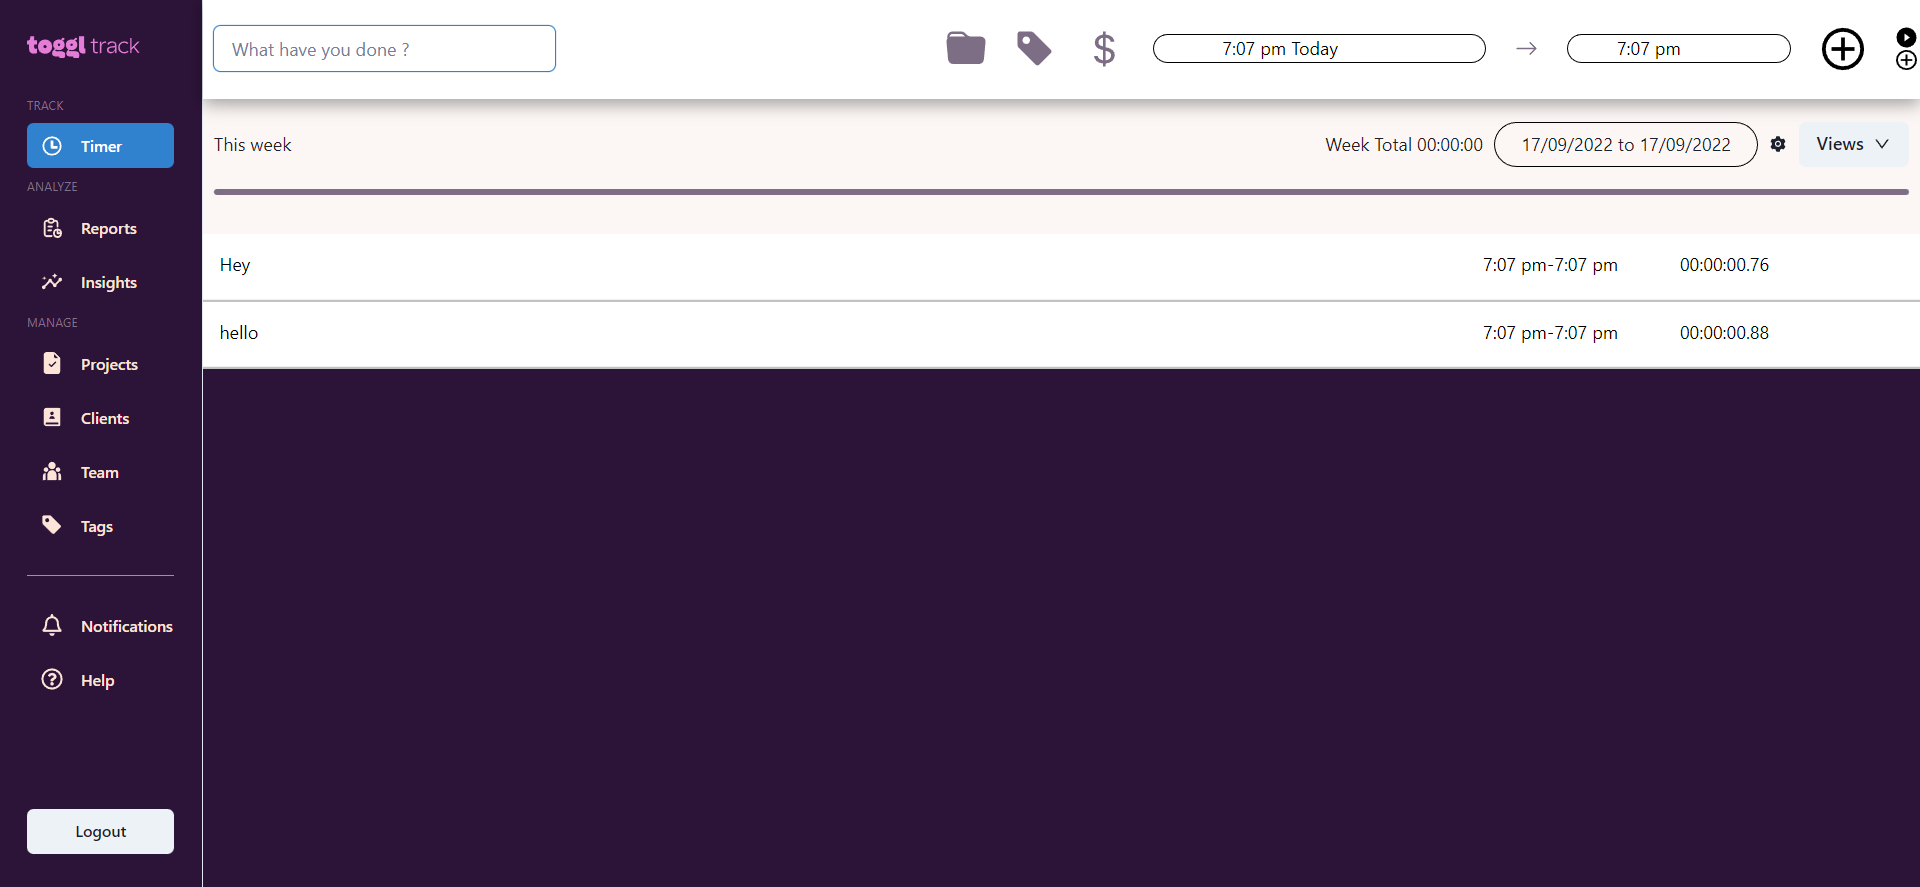 toggl track
TRACK
Timer
ANALYZE
Reports
Insights
MANAGE
Projects
Clients
Team
Tags
Notifications
Help
Logout
What have you done ?
$ 7:07 pm Today → 7:07 pm
This week Week Total 00:00:00 17/09/2022 to 17/09/2022 Views
Hey 7:07 pm-7:07 pm 00:00:00.76
hello 7:07 pm-7:07 pm 00:00:00.88